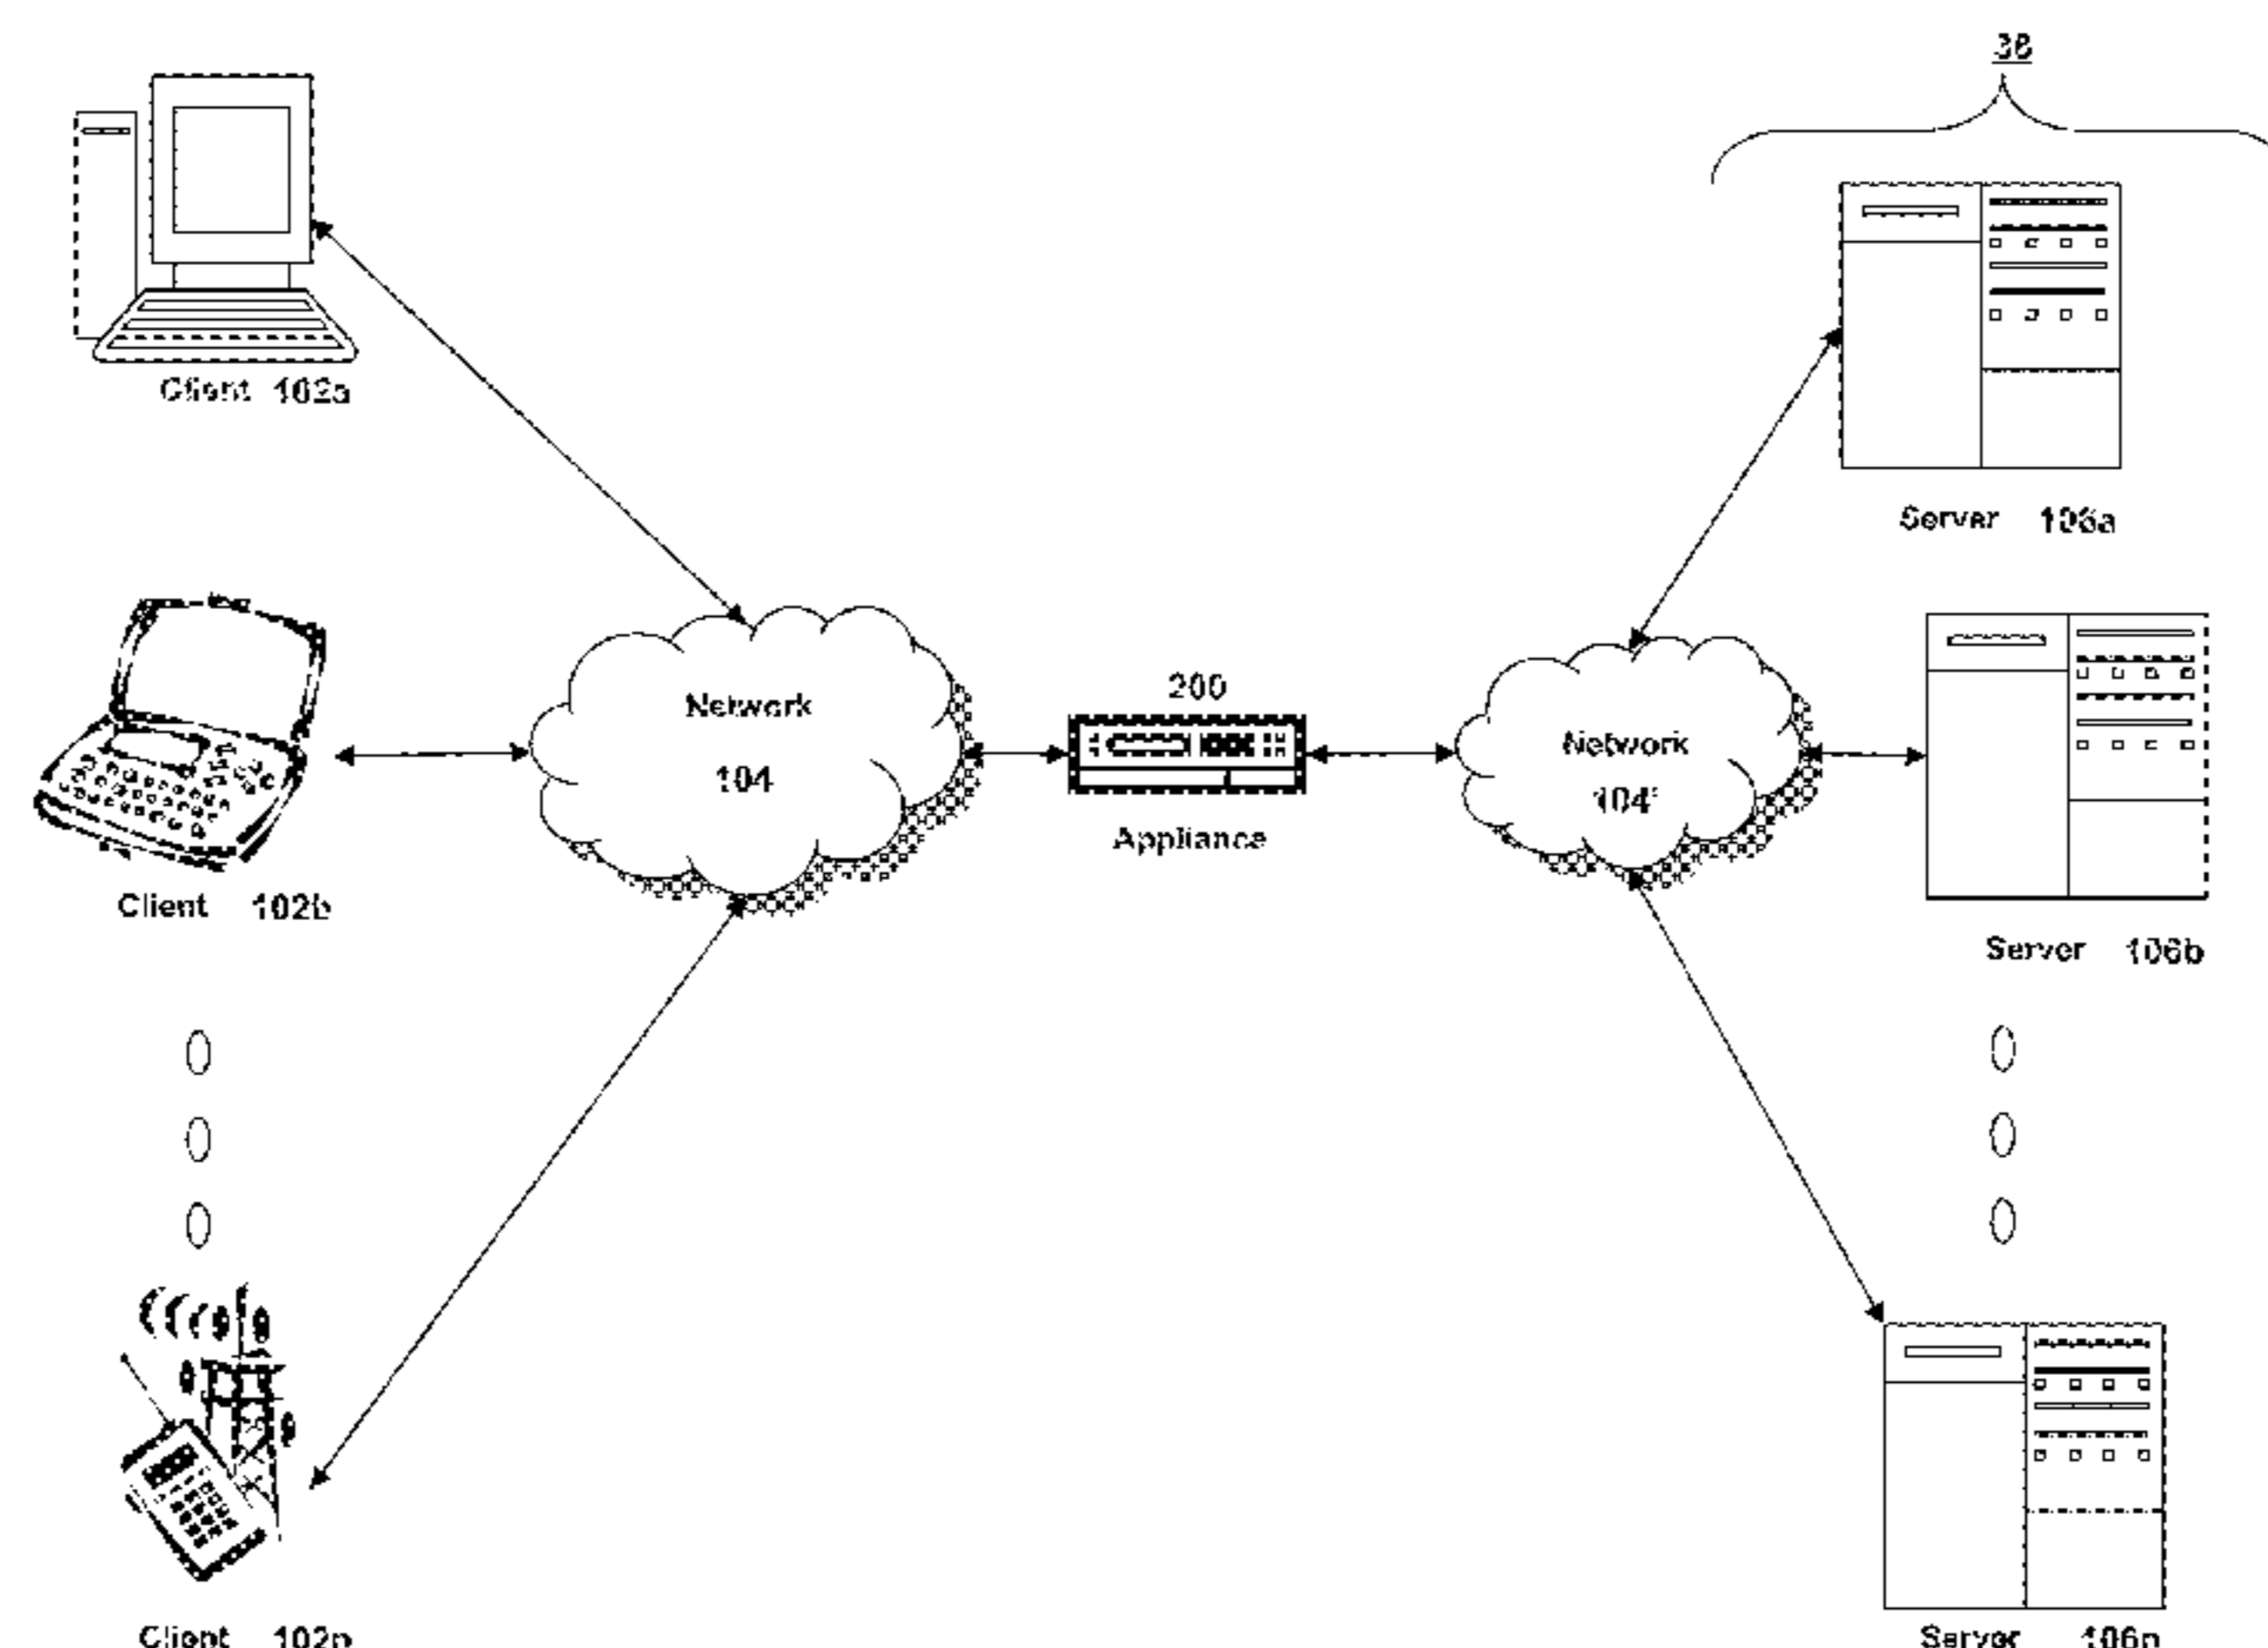 38
Client 102a
Server 106a
Network
104
200
Appliance
Network
104'
Client 102b
Server 106b
Client 102n
Server 106n